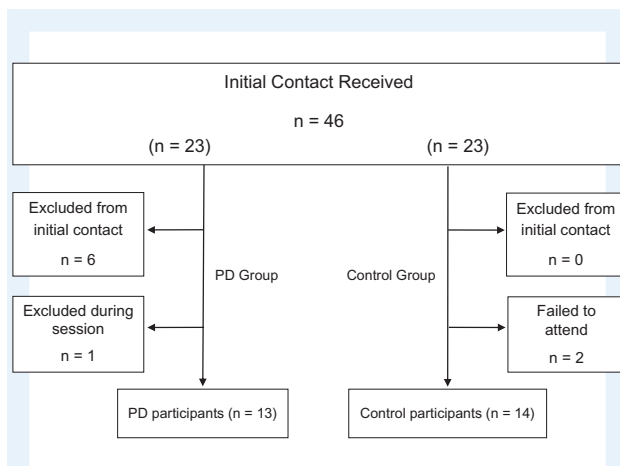 Initial Contact Received
n = 46
(n = 23) (n = 23)
Excluded from
initial contact
n = 6
Excluded from
initial contact
n = 0
PD Group
Control Group
Excluded during
session
n = 1
Failed to
attend
n = 2
PD participants (n = 13)
Control participants (n = 14)